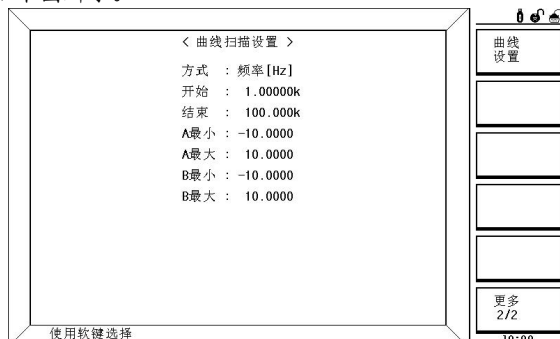 < 曲线扫描设置 >
方式 : 频率[Hz]
开始 : 1.00000k
结束 : 100.000k
A最小 : -10.0000
A最大 : 10.0000
B最小 : -10.0000
B最大 : 10.0000
使用软键选择
曲线
设置
更多
2/2